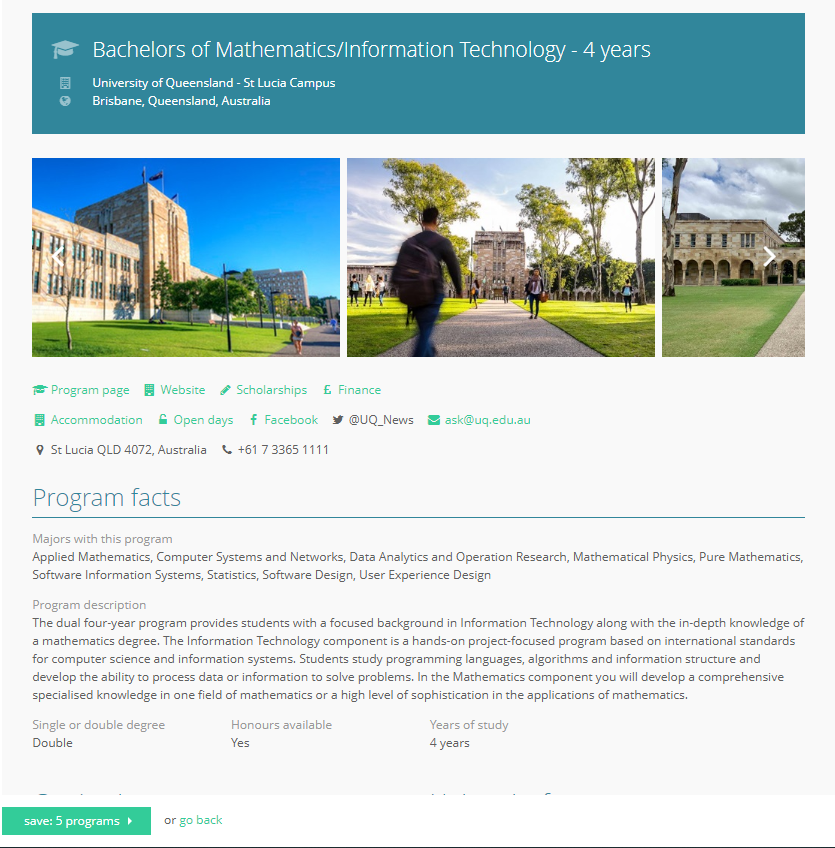 Bachelors of Mathematics/Information Technology - 4 years
University of Queensland - St Lucia Campus
Brisbane, Queensland, Australia
Program page Website Scholarships Finance
Accommodation Open days Facebook @UQ_News ask@uq.edu.au
St Lucia QLD 4072, Australia +61 7 3365 1111
Program facts
Majors with this program
Applied Mathematics, Computer Systems and Networks, Data Analytics and Operation Research, Mathematical Physics, Pure Mathematics,
Software Information Systems, Statistics, Software Design, User Experience Design
Program description
The dual four-year program provides students with a focused background in Information Technology along with the in-depth knowledge of
a mathematics degree. The Information Technology component is a hands-on project-focused program based on international standards
for computer science and information systems. Students study programming languages, algorithms and information structure and
develop the ability to process data or information to solve problems. In the Mathematics component you will develop a comprehensive
specialised knowledge in one field of mathematics or a high level of sophistication in the applications of mathematics.
Single or double degree Honours available Years of study
Double Yes 4 years
save: 5 programs or go back